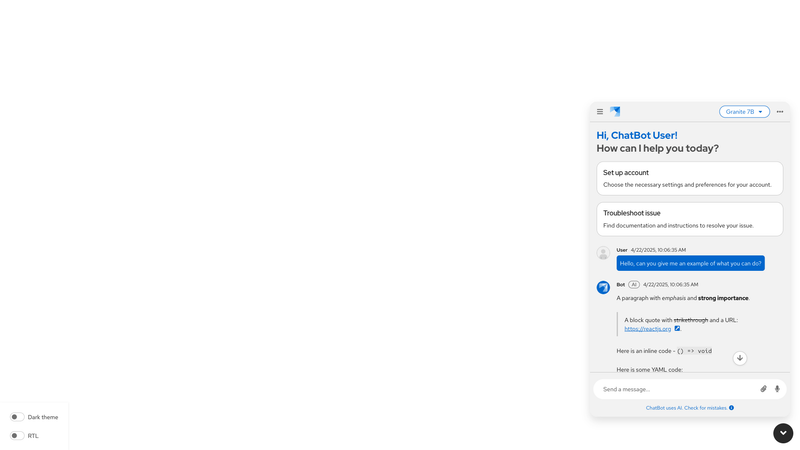 Granite 7B
Hi, ChatBot User!
How can I help you today?
Set up account
Choose the necessary settings and preferences for your account.
Troubleshoot issue
Find documentation and instructions to resolve your issue.
User 4/22/2025, 10:06:35 AM
Hello, can you give me an example of what you can do?
Bot AI 4/22/2025, 10:06:35 AM
A paragraph with emphasis and strong importance.
A block quote with strikethrough and a URL:
https://reactjs.org.
Here is an inline code - () => void
Here is some YAML code:
Send a message...
ChatBot uses AI. Check for mistakes.
Dark theme
RTL